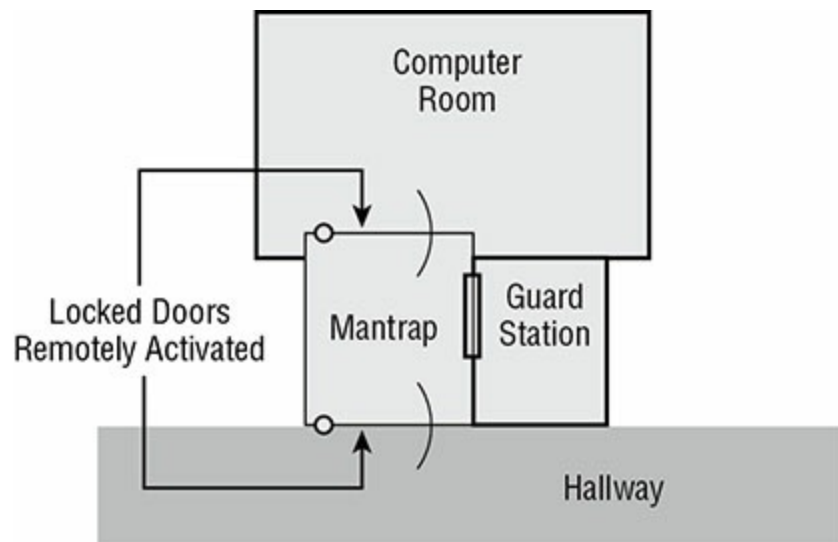 Computer
Room
Locked Doors
Remotely Activated
Mantrap
Guard
Station
Hallway